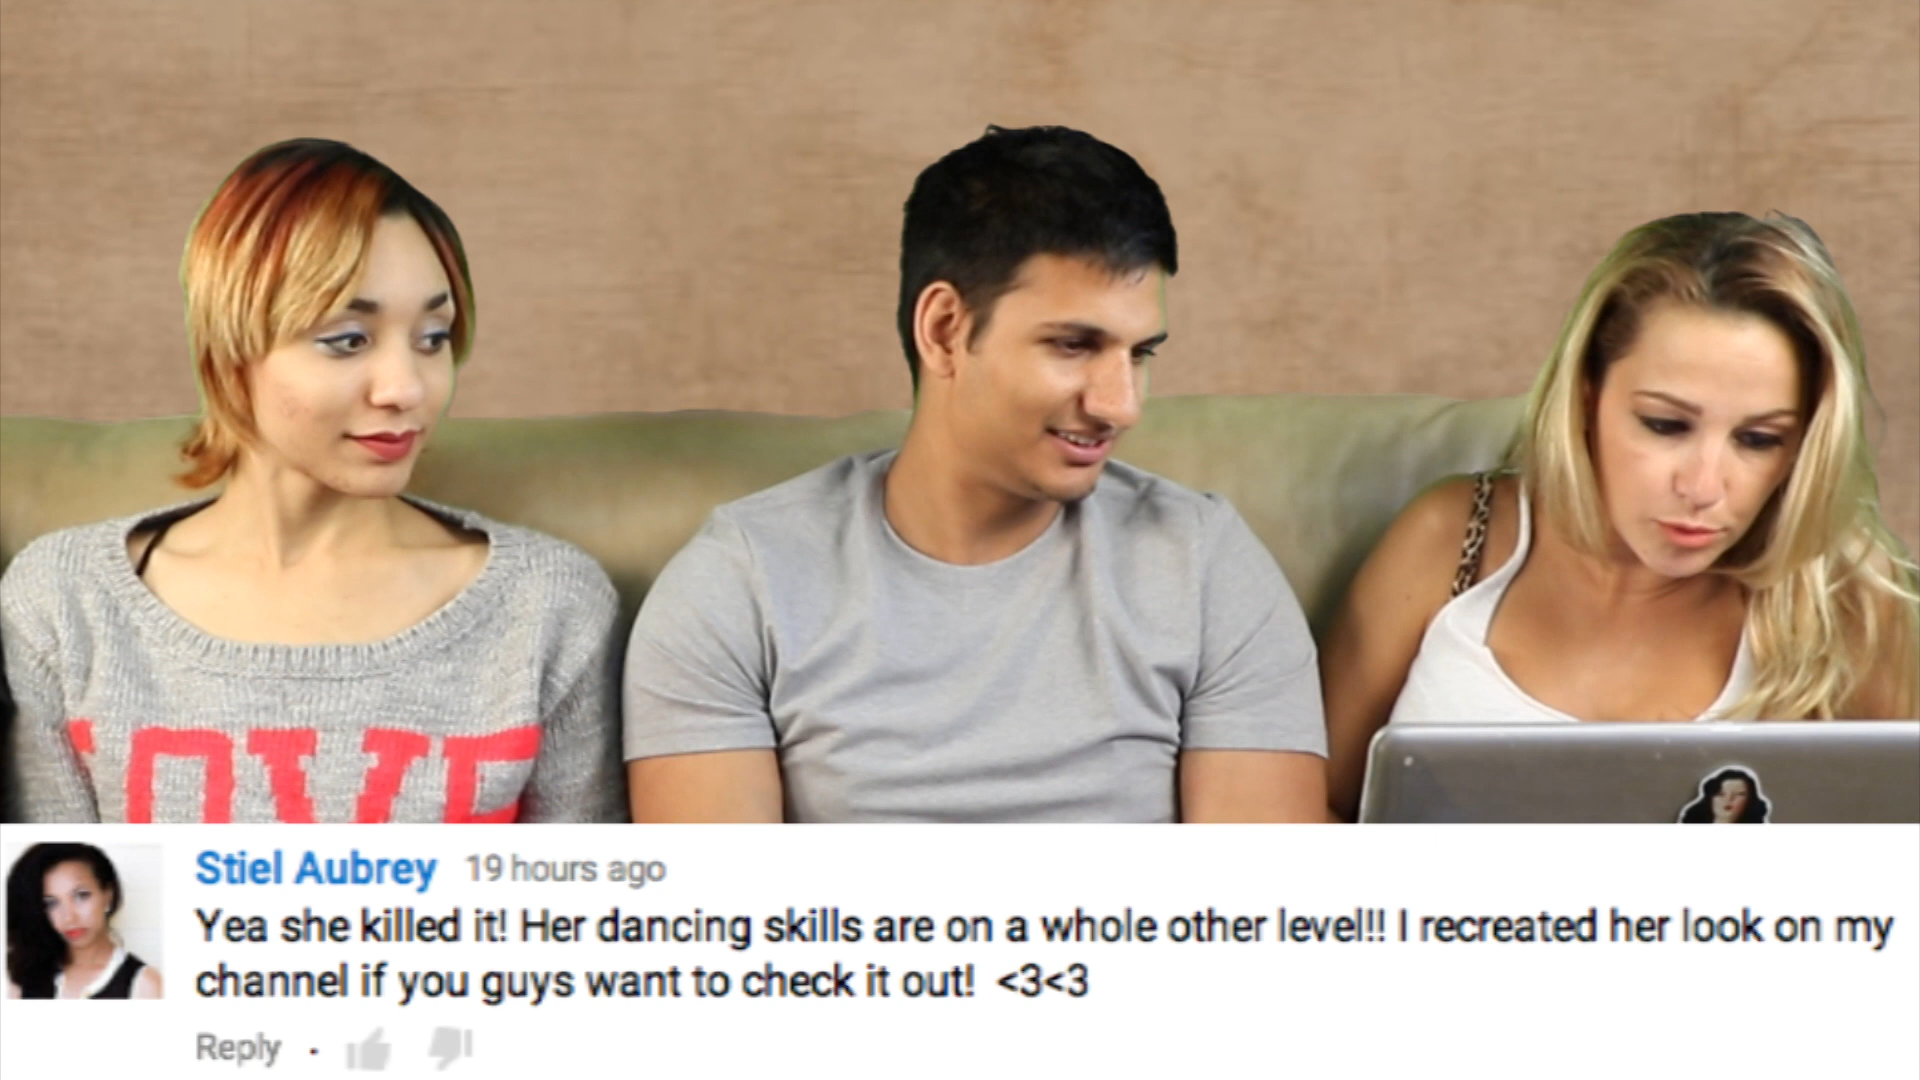 LOVE
Stiel Aubrey 19 hours ago
Yea she killed it! Her dancing skills are on a whole other level!! I recreated her look on my
channel if you guys want to check it out! <3<3
Reply